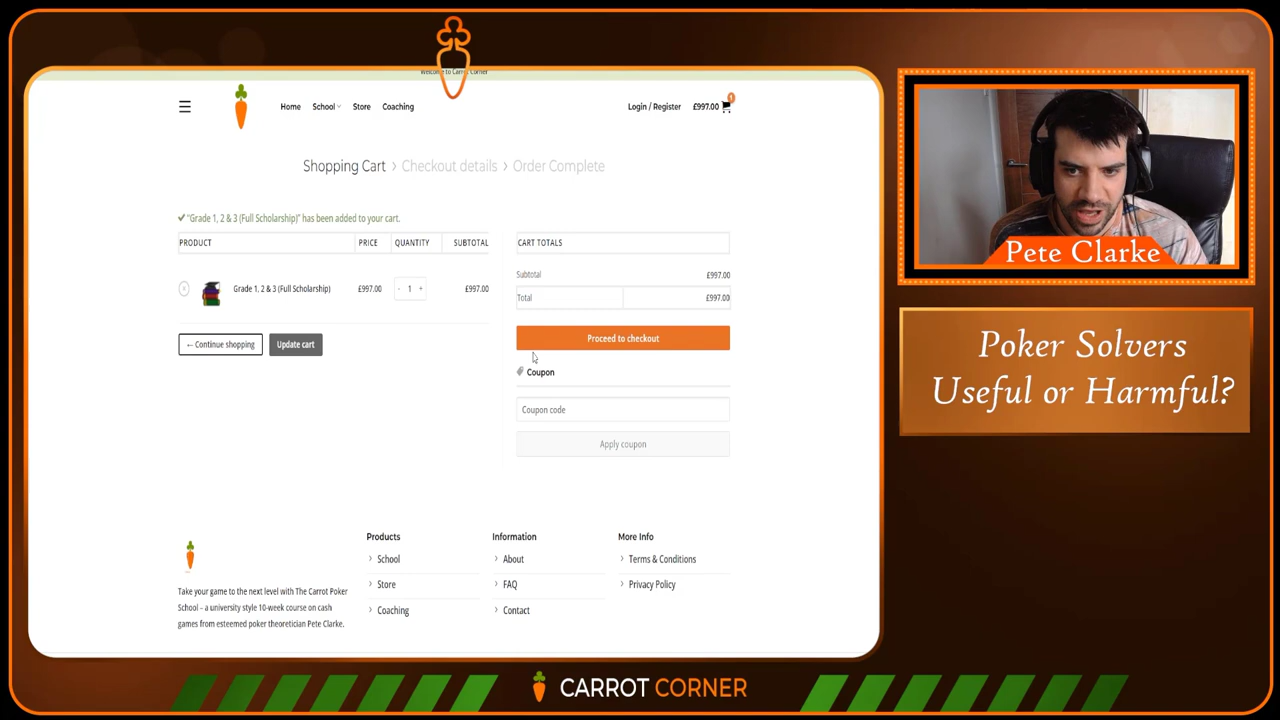 Welcome to Carrot Corner
Home School Store Coaching
Login / Register £997.00 1
Shopping Cart > Checkout details > Order Complete
"Grade 1, 2 & 3 (Full Scholarship)" has been added to your cart.
PRODUCT PRICE QUANTITY SUBTOTAL
x Grade 1, 2 & 3 (Full Scholarship) £997.00 - 1 + £997.00
← Continue shopping Update cart
CART TOTALS
Subtotal £997.00
Total £997.00
Proceed to checkout
Coupon
Coupon code
Apply coupon
Take your game to the next level with The Carrot Poker
School – a university style 10-week course on cash
games from esteemed poker theoretician Pete Clarke.
Products
School
Store
Coaching
Information
About
FAQ
Contact
More Info
Terms & Conditions
Privacy Policy
Pete Clarke
Poker Solvers
Useful or Harmful?
CARROT CORNER